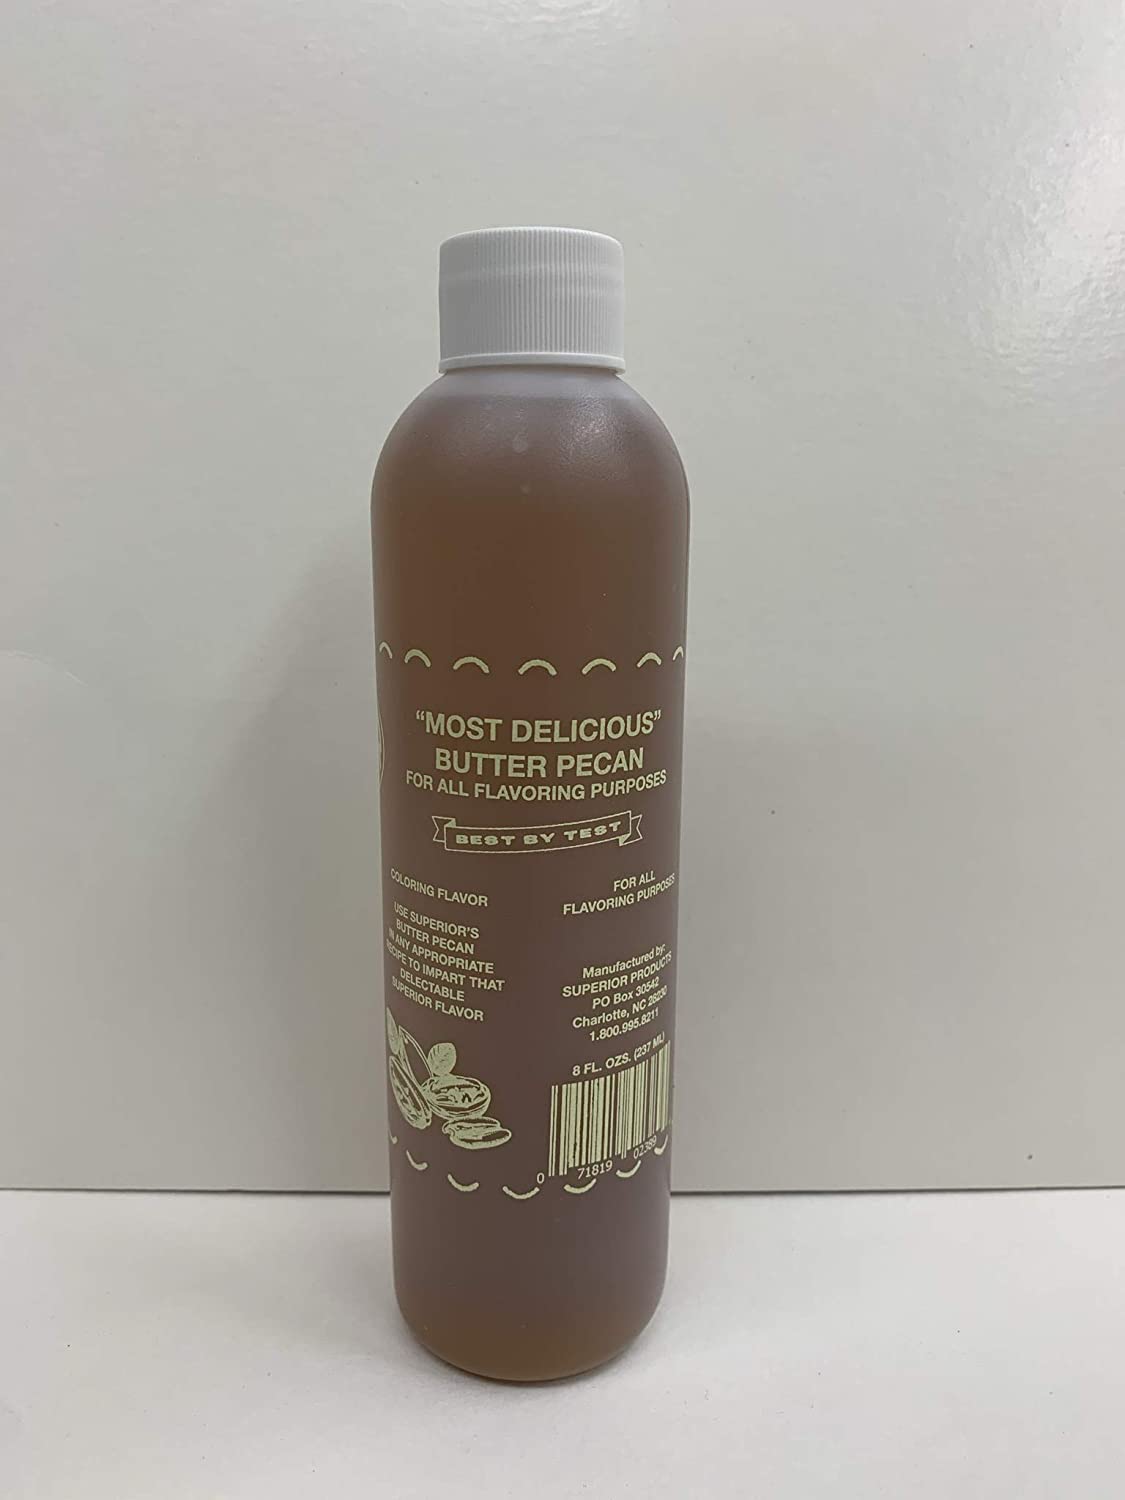 “MOST DELICIOUS”
BUTTER PECAN
FOR ALL FLAVORING PURPOSES
BEST BY TEST
COLORING FLAVOR
USE SUPERIOR'S
BUTTER PECAN
IN ANY APPROPRIATE
RECIPE TO IMPART THAT
DELECTABLE
SUPERIOR FLAVOR
FOR ALL
FLAVORING PURPOSES
Manufactured by:
SUPERIOR PRODUCTS
PO Box 30542
Charlotte, NC 28230
1.800.995.8211
8 FL. OZS. (237 ML)
0 71819 02389